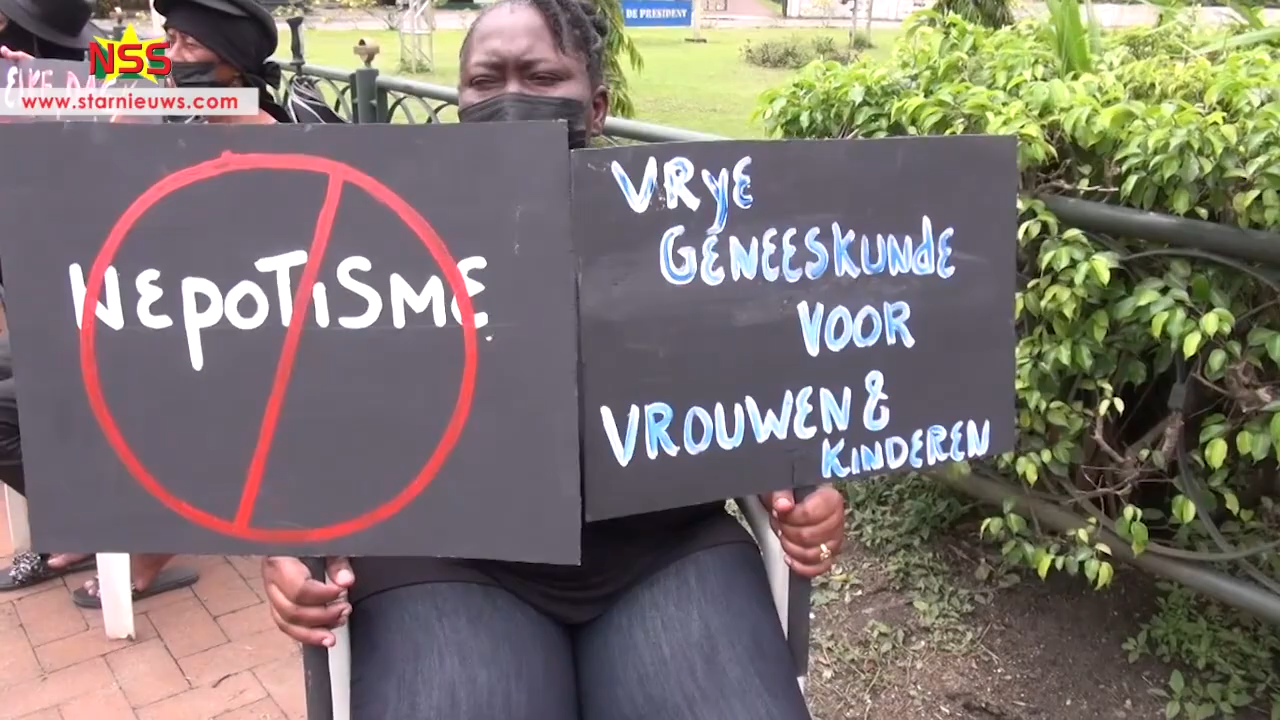 DE PRESIDENT
NSS
www.starnieuws.com
NEpoTiSME
VRyE
GENEESKUNdE
VOOR
VROUWEN &
KINDEREN